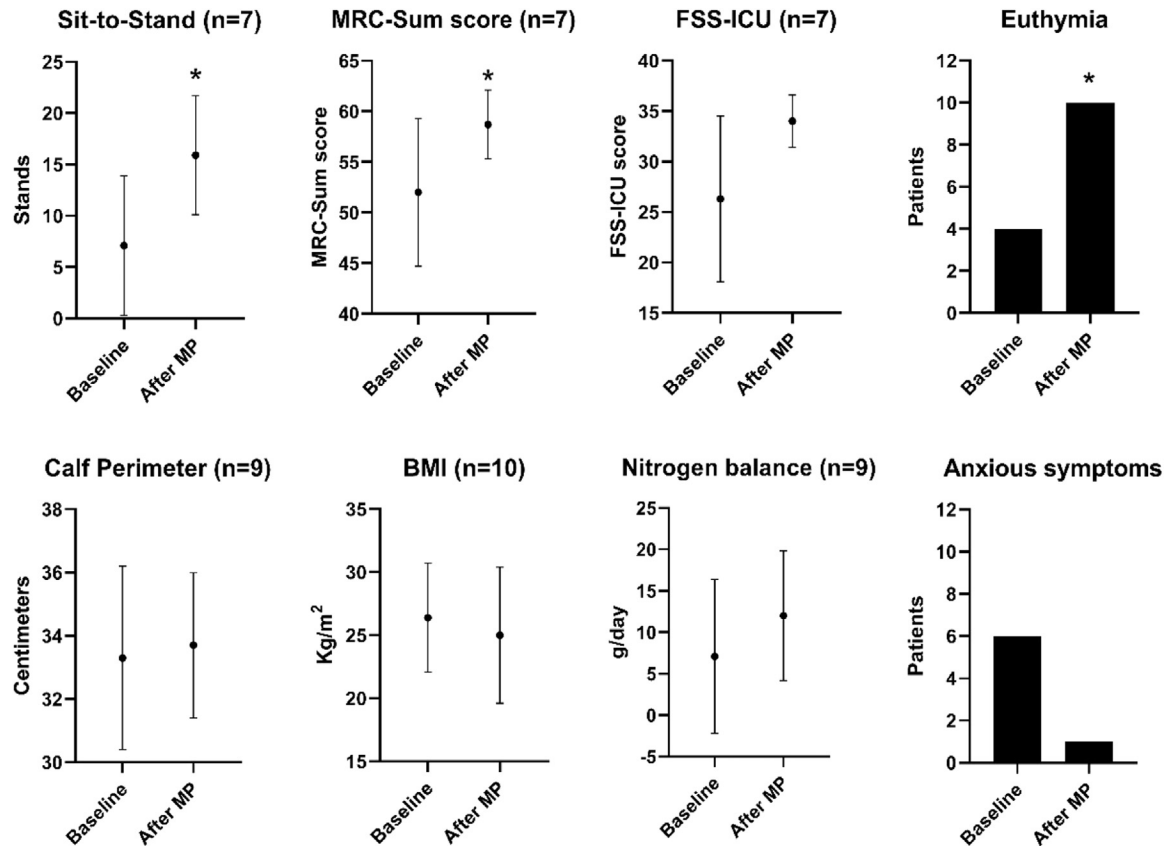 Sit-to-Stand (n=7)
MRC-Sum score (n=7)
FSS-ICU (n=7)
Euthymia
25
20
15
10
5
0
Stands
*
Baseline
After MP
65
60
55
50
45
40
MRC-Sum score
*
Baseline
After MP
40
35
30
25
20
15
FSS-ICU score
Baseline
After MP
12
10
8
6
4
2
0
Patients
*
Baseline
After MP
Calf Perimeter (n=9)
BMI (n=10)
Nitrogen balance (n=9)
Anxious symptoms
38
36
34
32
30
Centimeters
Baseline
After MP
35
30
25
20
15
Kg/m²
Baseline
After MP
25
20
15
10
5
0
-5
g/day
Baseline
After MP
12
10
8
6
4
2
0
Patients
Baseline
After MP